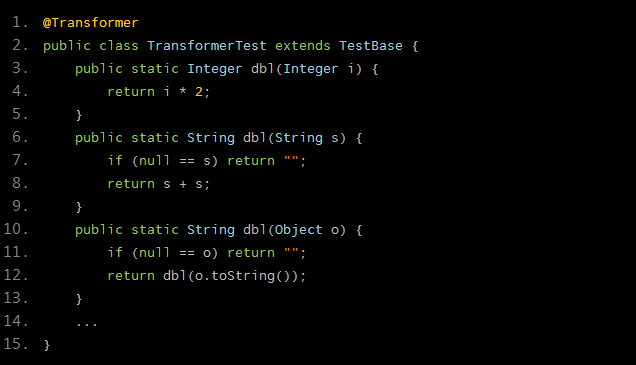 1. @Transformer
2. public class TransformerTest extends TestBase {
3.     public static Integer dbl(Integer i) {
4.         return i * 2;
5.     }
6.     public static String dbl(String s) {
7.         if (null == s) return "";
8.         return s + s;
9.     }
10.     public static String dbl(Object o) {
11.         if (null == o) return "";
12.         return dbl(o.toString());
13.     }
14.     ...
15. }